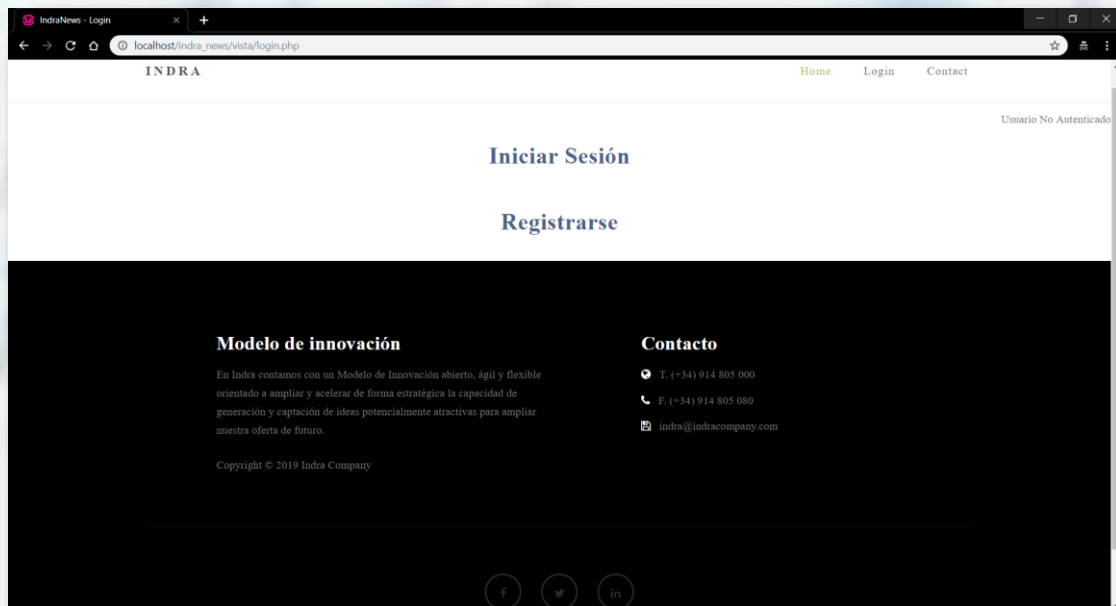 IndraNews - Login
localhost/indra_news/vista/login.php
INDRA
Home Login Contact
Usuario No Autenticado
Iniciar Sesión
Registrarse
Modelo de innovación
En Indra contamos con un Modelo de Innovación abierto, ágil y flexible
orientado a ampliar y acelerar de forma estratégica la capacidad de
generación y captación de ideas potencialmente atractivas para ampliar
nuestra oferta de futuro.
Copyright © 2019 Indra Company
Contacto
T. (+34) 914 805 000
F. (+34) 914 805 080
indra@indracompany.com